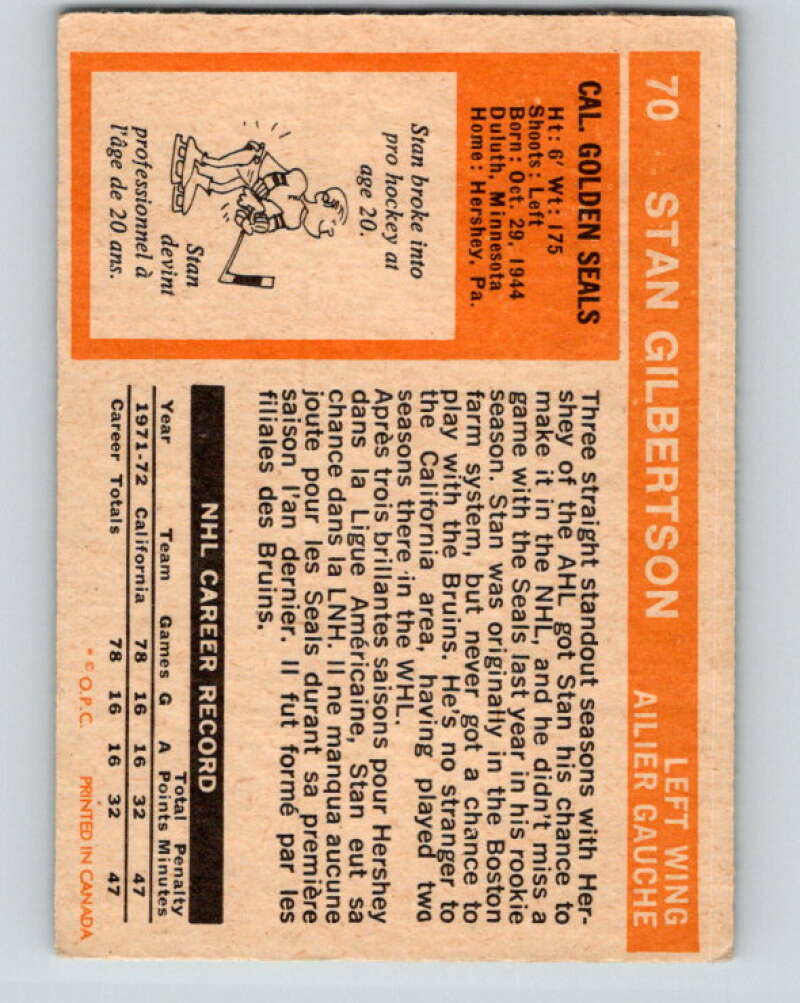 70 STAN GILBERTSON
LEFT WING
AILIER GAUCHE
CAL. GOLDEN SEALS
Ht: 6' Wt: 175
Shoots: Left
Born: Oct. 29, 1944
Duluth, Minnesota
Home: Hershey, Pa.
Stan broke into
pro hockey at
age 20.
Stan
devint
professionnel à
l'âge de 20 ans.
Three straight standout seasons with Her-
shey of the AHL got Stan his chance to
make it in the NHL, and he didn't miss a
game with the Seals last year in his rookie
season. Stan was originally in the Boston
farm system, but never got a chance to
play with the Bruins. He's no stranger to
the California area, having played two
seasons there in the WHL.
Après trois brillantes saisons pour Hershey
dans la Ligue Américaine, Stan eut sa
chance dans la LNH. Il ne manqua aucune
joute pour les Seals durant sa première
saison l'an dernier. Il fut formé par les
filiales des Bruins.
NHL CAREER RECORD
Total Penalty
Year Team Games G A Points Minutes
1971-72 California 78 16 16 32 47
Career Totals 78 16 16 32 47
* © O.P.C. PRINTED IN CANADA